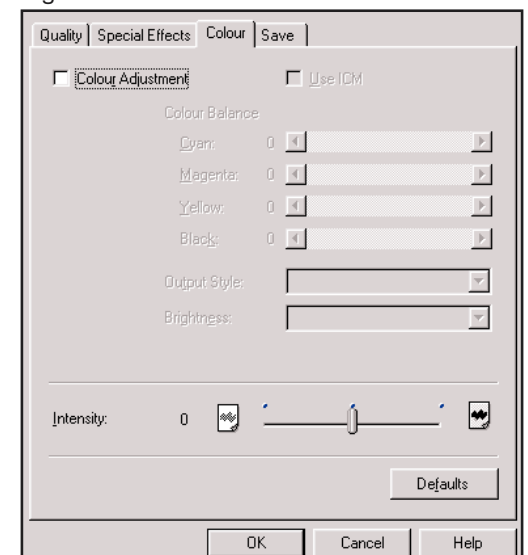 Quality Special Effects Colour Save
Colour Adjustment Use ICM
Colour Balance
Cyan: 0
Magenta: 0
Yellow: 0
Black: 0
Output Style:
Brightness:
Intensity: 0
Defaults
OK Cancel Help